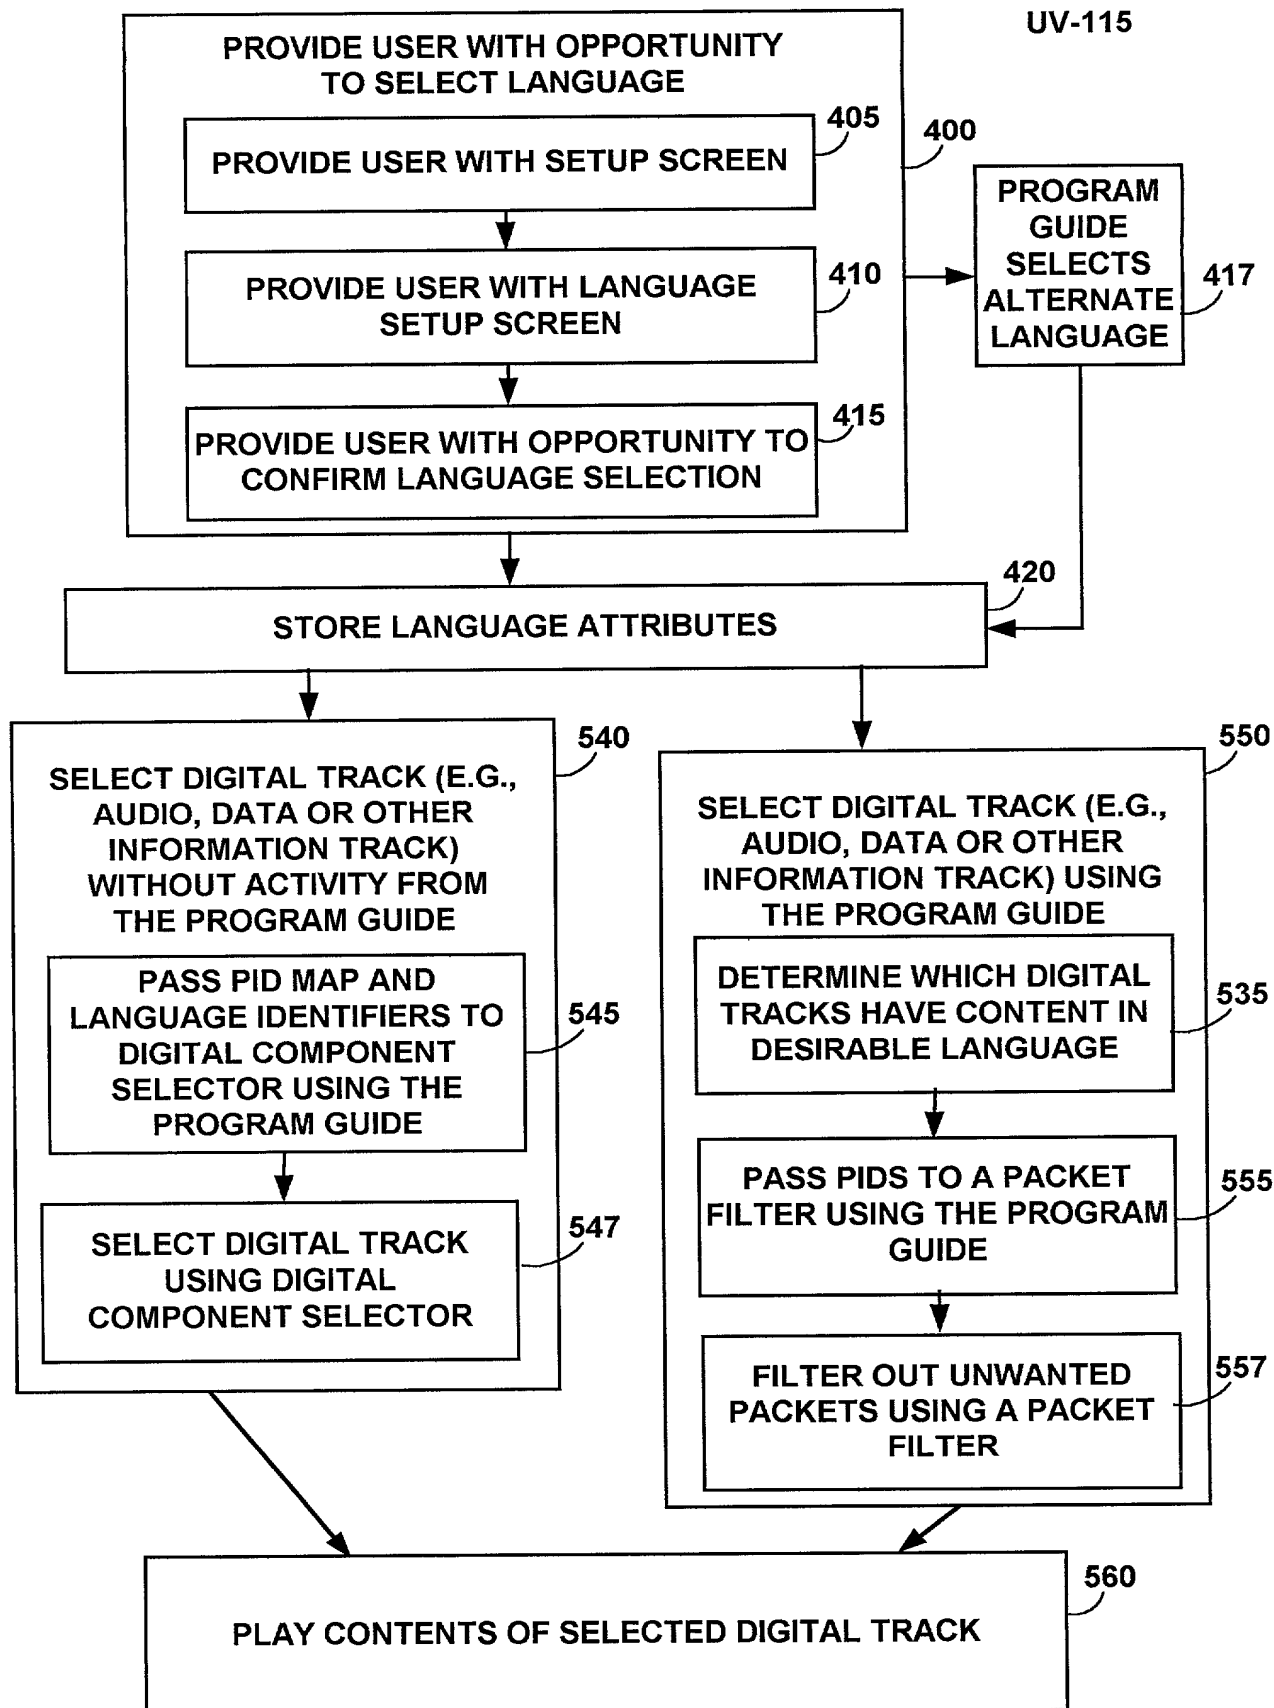 UV-115
PROVIDE USER WITH OPPORTUNITY
TO SELECT LANGUAGE
405
400
PROVIDE USER WITH SETUP SCREEN
PROVIDE USER WITH LANGUAGE
SETUP SCREEN
410
PROVIDE USER WITH OPPORTUNITY TO
CONFIRM LANGUAGE SELECTION
415
PROGRAM
GUIDE
SELECTS
ALTERNATE
LANGUAGE
417
420
STORE LANGUAGE ATTRIBUTES
540
SELECT DIGITAL TRACK (E.G.,
AUDIO, DATA OR OTHER
INFORMATION TRACK)
WITHOUT ACTIVITY FROM
THE PROGRAM GUIDE
PASS PID MAP AND
LANGUAGE IDENTIFIERS TO
DIGITAL COMPONENT
SELECTOR USING THE
PROGRAM GUIDE
545
SELECT DIGITAL TRACK
USING DIGITAL
COMPONENT SELECTOR
547
550
SELECT DIGITAL TRACK (E.G.,
AUDIO, DATA OR OTHER
INFORMATION TRACK) USING
THE PROGRAM GUIDE
DETERMINE WHICH DIGITAL
TRACKS HAVE CONTENT IN
DESIRABLE LANGUAGE
535
PASS PIDS TO A PACKET
FILTER USING THE PROGRAM
GUIDE
555
FILTER OUT UNWANTED
PACKETS USING A PACKET
FILTER
557
560
PLAY CONTENTS OF SELECTED DIGITAL TRACK